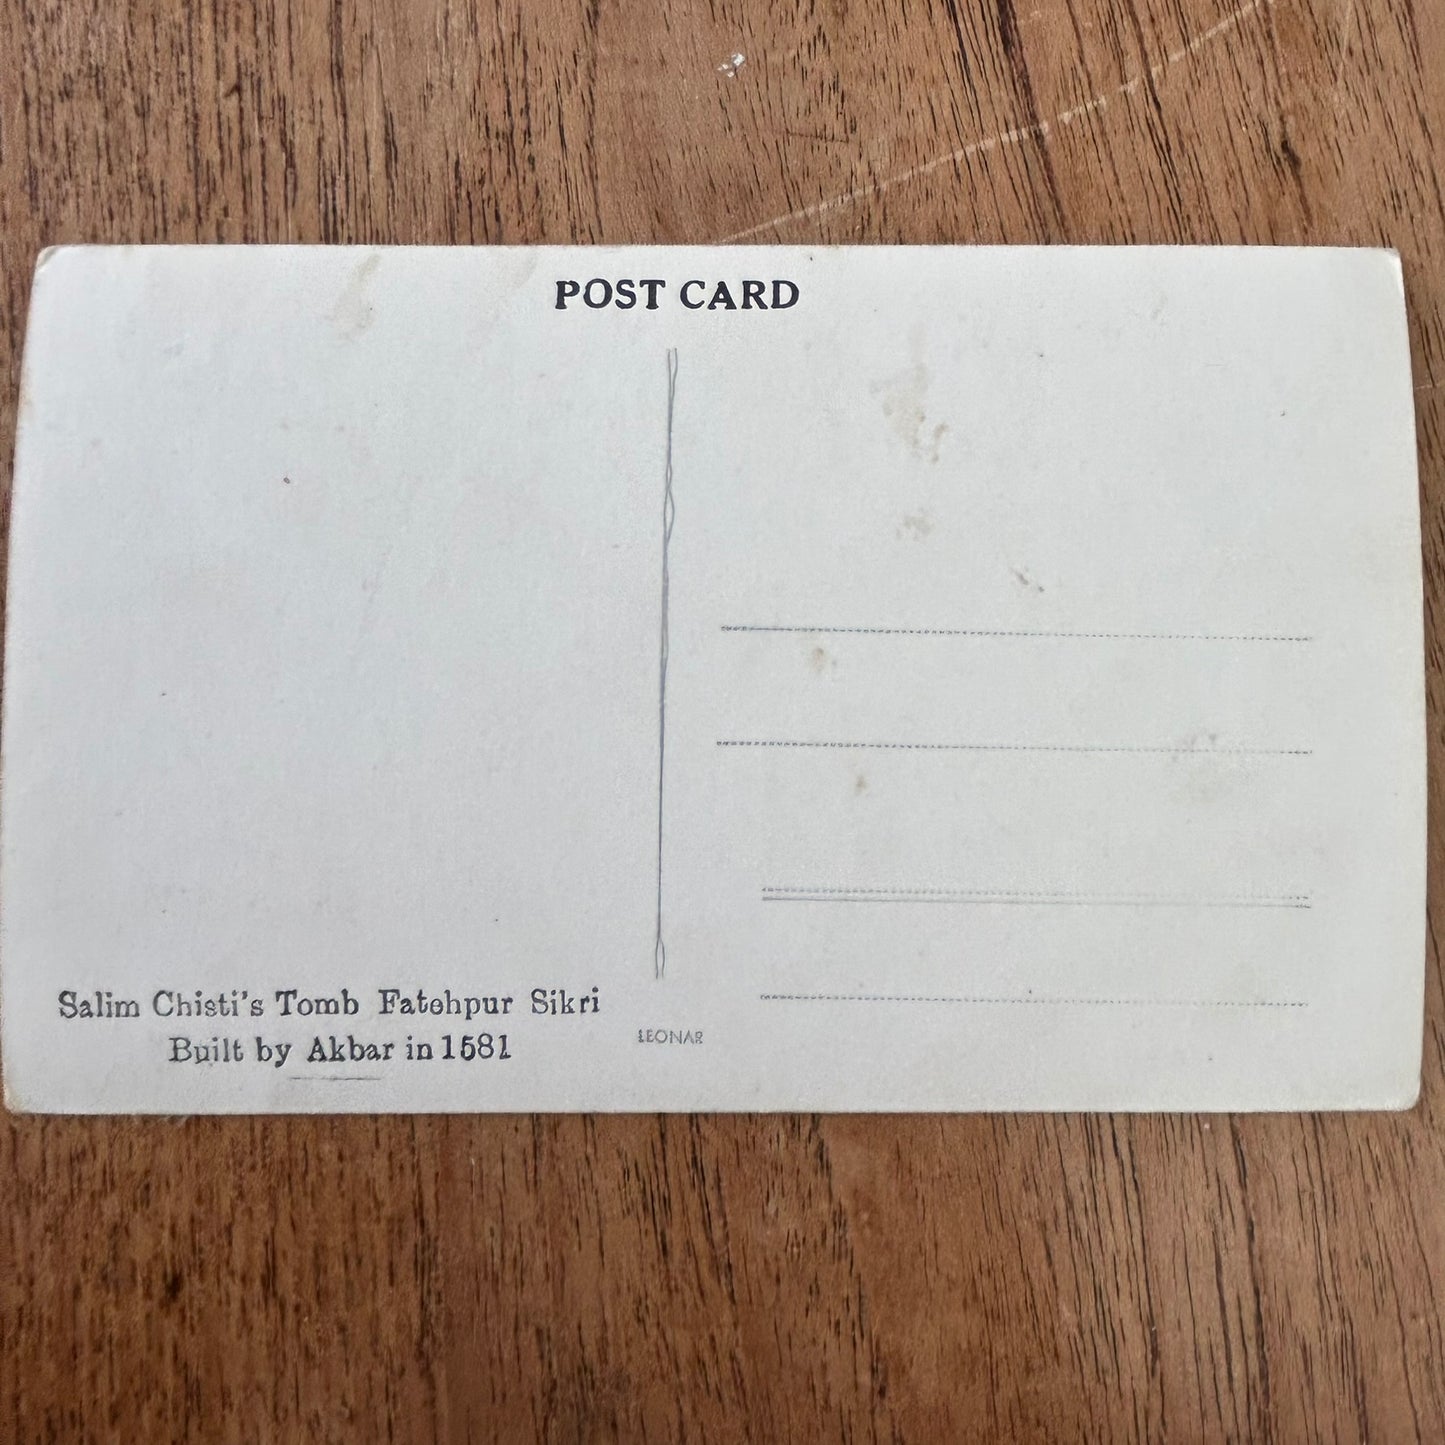 POST CARD
Salim Chisti's Tomb Fatehpur Sikri
Built by Akbar in 1581
LEONAR